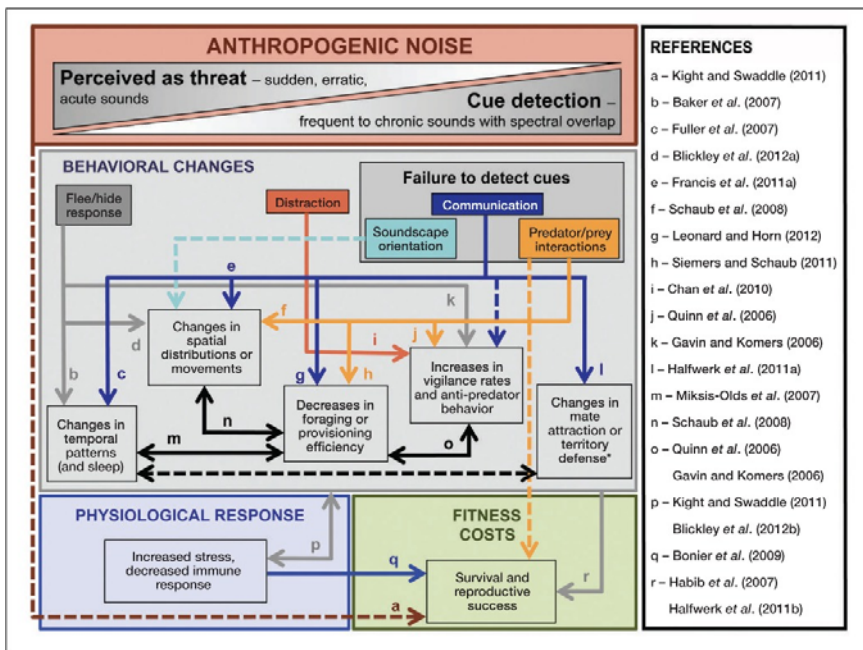 ANTHROPOGENIC NOISE
Perceived as threat – sudden, erratic,
acute sounds
Cue detection –
frequent to chronic sounds with spectral overlap
BEHAVIORAL CHANGES
Flee/hide
response
Distraction
Failure to detect cues
Communication
Soundscape
orientation
Predator/prey
interactions
e
k
f
d
i
j
b
c
g
h
l
Changes in
spatial
distributions or
movements
Increases in
vigilance rates
and anti-predator
behavior
Changes in
temporal
patterns
(and sleep)
Decreases in
foraging or
provisioning
efficiency
Changes in
mate
attraction or
territory
defense*
n
m
o
PHYSIOLOGICAL RESPONSE
Increased stress,
decreased immune
response
p
q
a
FITNESS
COSTS
Survival and
reproductive
success
r
REFERENCES
a – Kight and Swaddle (2011)
b – Baker et al. (2007)
c – Fuller et al. (2007)
d – Blickley et al. (2012a)
e – Francis et al. (2011a)
f – Schaub et al. (2008)
g – Leonard and Horn (2012)
h – Siemers and Schaub (2011)
i – Chan et al. (2010)
j – Quinn et al. (2006)
k – Gavin and Komers (2006)
l – Halfwerk et al. (2011a)
m – Miksis-Olds et al. (2007)
n – Schaub et al. (2008)
o – Quinn et al. (2006)
Gavin and Komers (2006)
p – Kight and Swaddle (2011)
Blickley et al. (2012b)
q – Bonier et al. (2009)
r – Habib et al. (2007)
Halfwerk et al. (2011b)